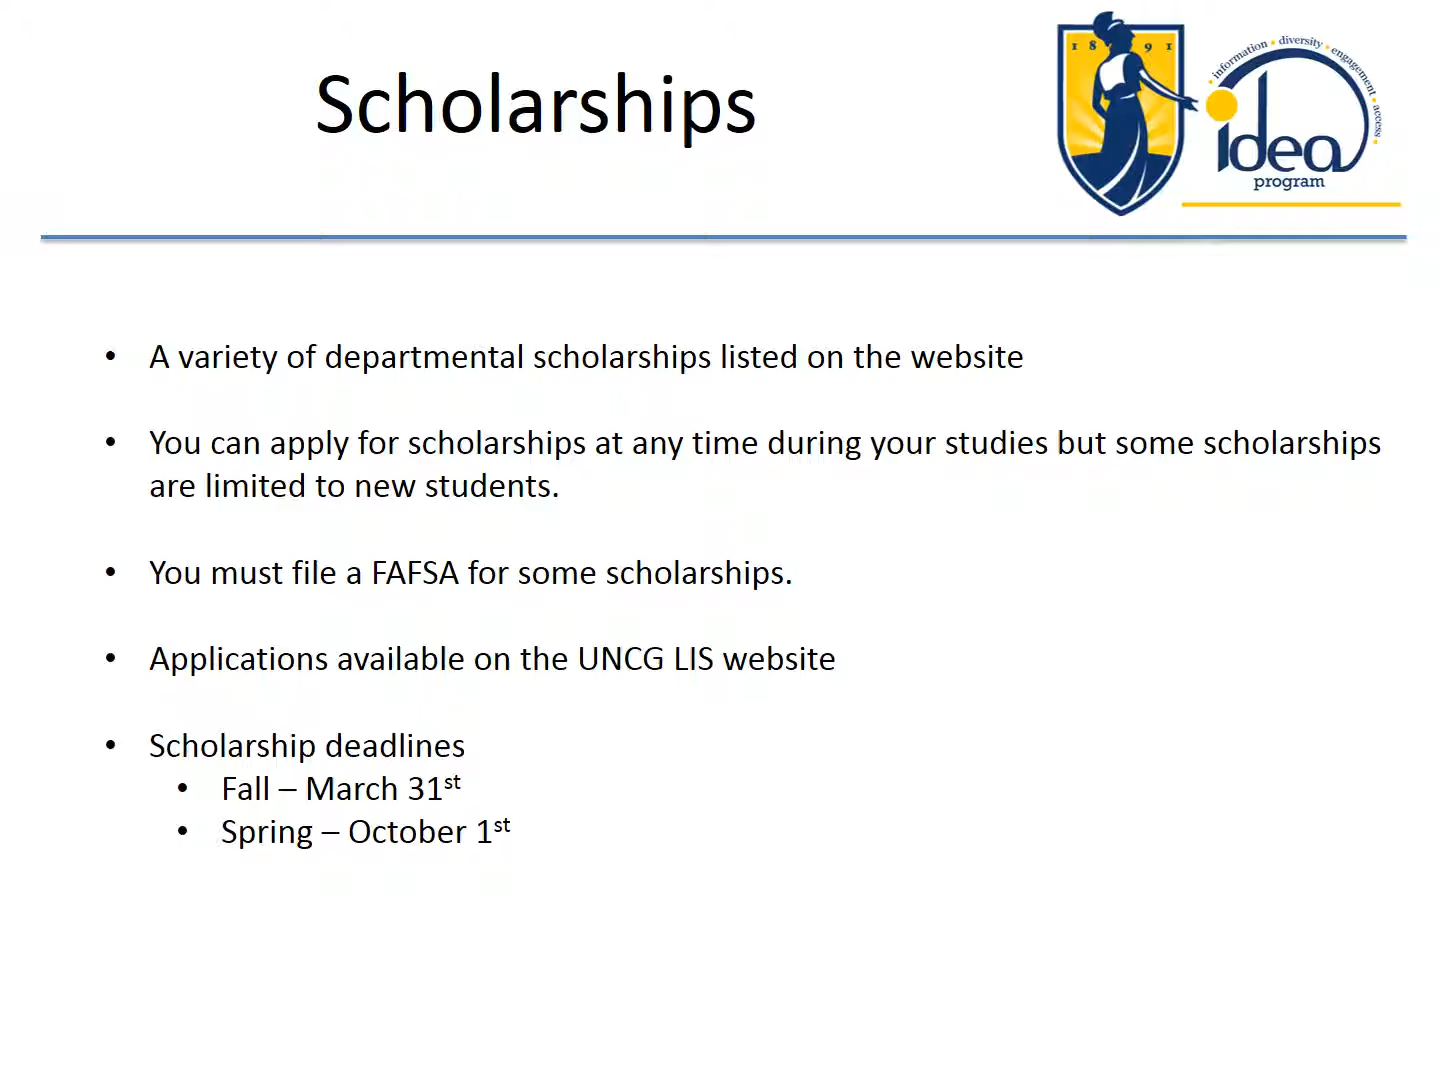 Scholarships
1891
information • diversity • engagement • access •
idea
program
• A variety of departmental scholarships listed on the website
• You can apply for scholarships at any time during your studies but some scholarships
are limited to new students.
• You must file a FAFSA for some scholarships.
• Applications available on the UNCG LIS website
• Scholarship deadlines
• Fall – March 31st
• Spring – October 1st